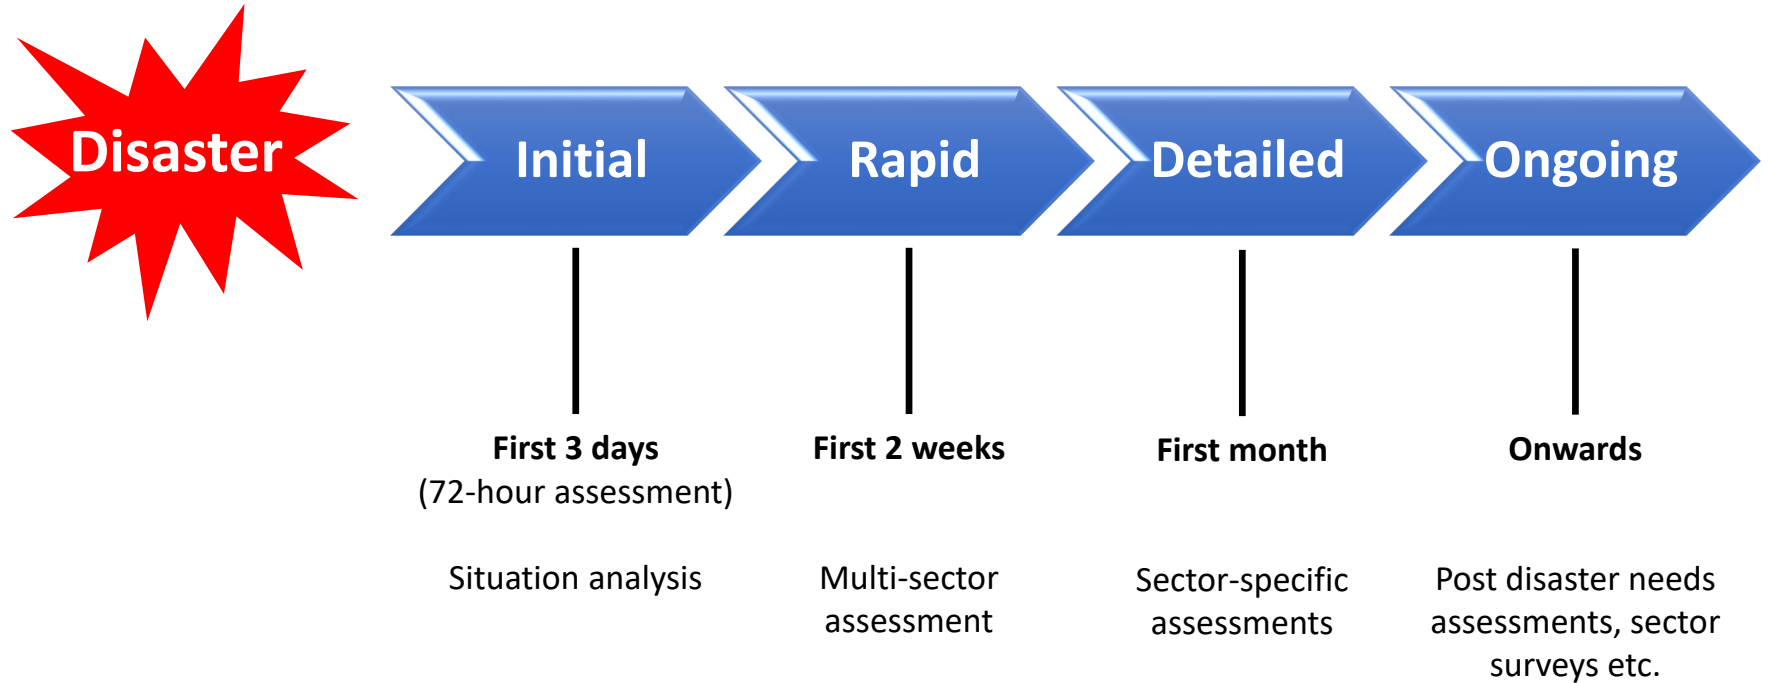 Disaster
Initial
Rapid
Detailed
Ongoing
First 3 days
(72-hour assessment)
Situation analysis
First 2 weeks
Multi-sector
assessment
First month
Sector-specific
assessments
Onwards
Post disaster needs
assessments, sector
surveys etc.